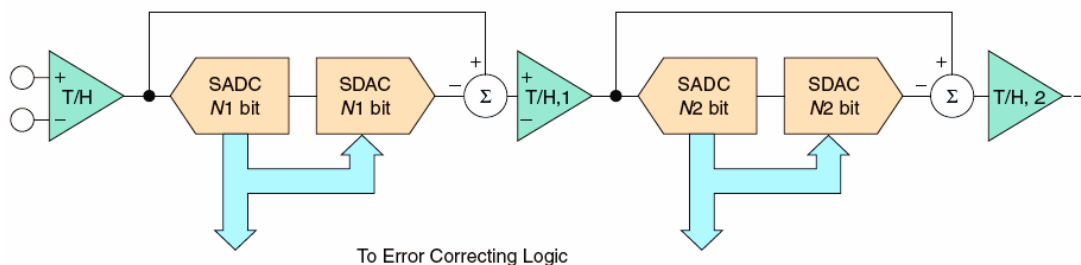 +
T/H
−
SADC
N1 bit
SDAC
N1 bit
+
−
Σ
+
T/H,1
−
SADC
N2 bit
SDAC
N2 bit
+
−
Σ
T/H, 2
To Error Correcting Logic